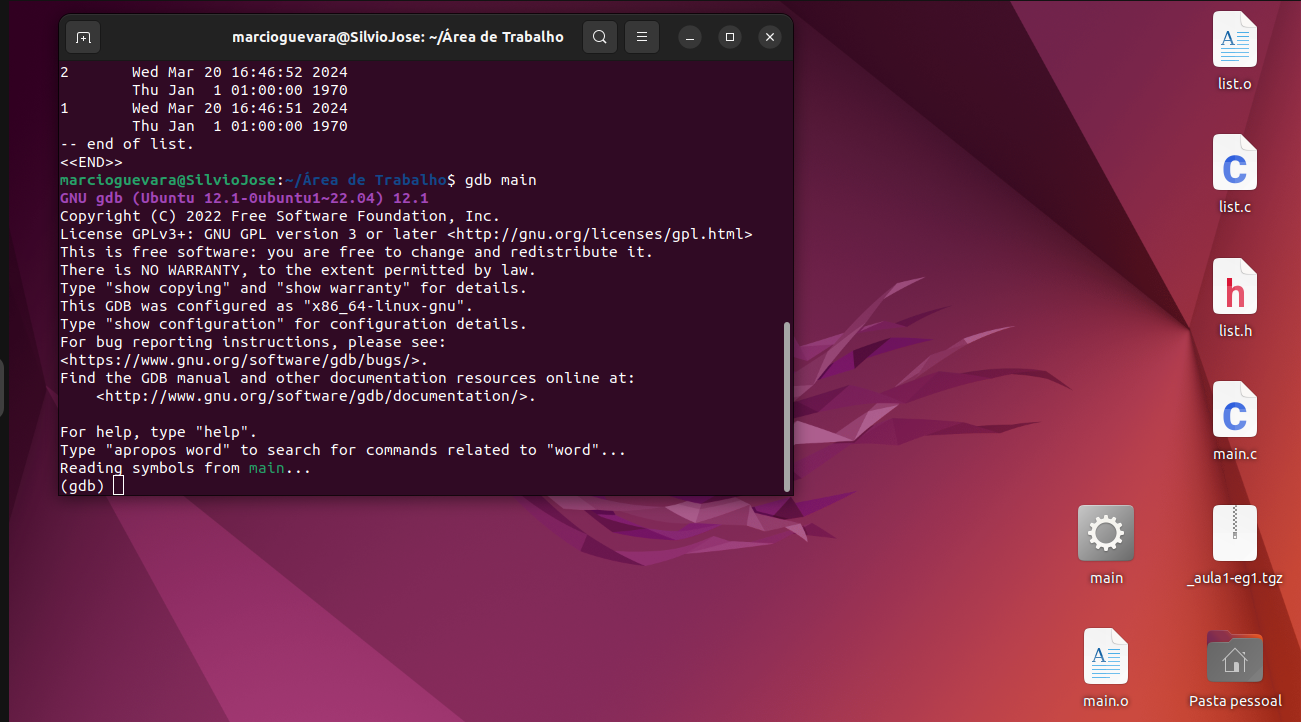 marcioguevara@SilvioJose: ~/Área de Trabalho
2       Wed Mar 20 16:46:52 2024
        Thu Jan  1 01:00:00 1970
1       Wed Mar 20 16:46:51 2024
        Thu Jan  1 01:00:00 1970
-- end of list.
<<END>>
marcioguevara@SilvioJose:~/Área de Trabalho$ gdb main
GNU gdb (Ubuntu 12.1-0ubuntu1~22.04) 12.1
Copyright (C) 2022 Free Software Foundation, Inc.
License GPLv3+: GNU GPL version 3 or later <http://gnu.org/licenses/gpl.html>
This is free software: you are free to change and redistribute it.
There is NO WARRANTY, to the extent permitted by law.
Type "show copying" and "show warranty" for details.
This GDB was configured as "x86_64-linux-gnu".
Type "show configuration" for configuration details.
For bug reporting instructions, please see:
<https://www.gnu.org/software/gdb/bugs/>.
Find the GDB manual and other documentation resources online at:
    <http://www.gnu.org/software/gdb/documentation/>.

For help, type "help".
Type "apropos word" to search for commands related to "word"...
Reading symbols from main...
(gdb)
A
list.o
c
list.c
h
list.h
c
main.c
main
_aula1-eg1.tgz
A
main.o
Pasta pessoal